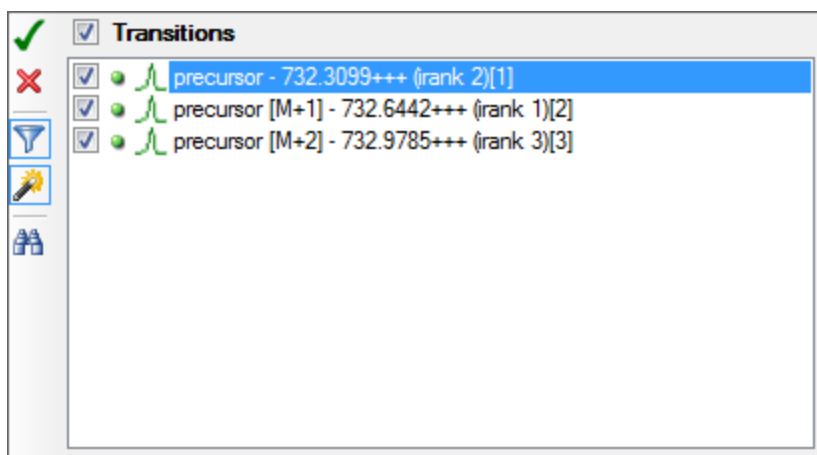 Transitions
precursor - 732.3099+++ (irank 2)[1]
precursor [M+1] - 732.6442+++ (irank 1)[2]
precursor [M+2] - 732.9785+++ (irank 3)[3]